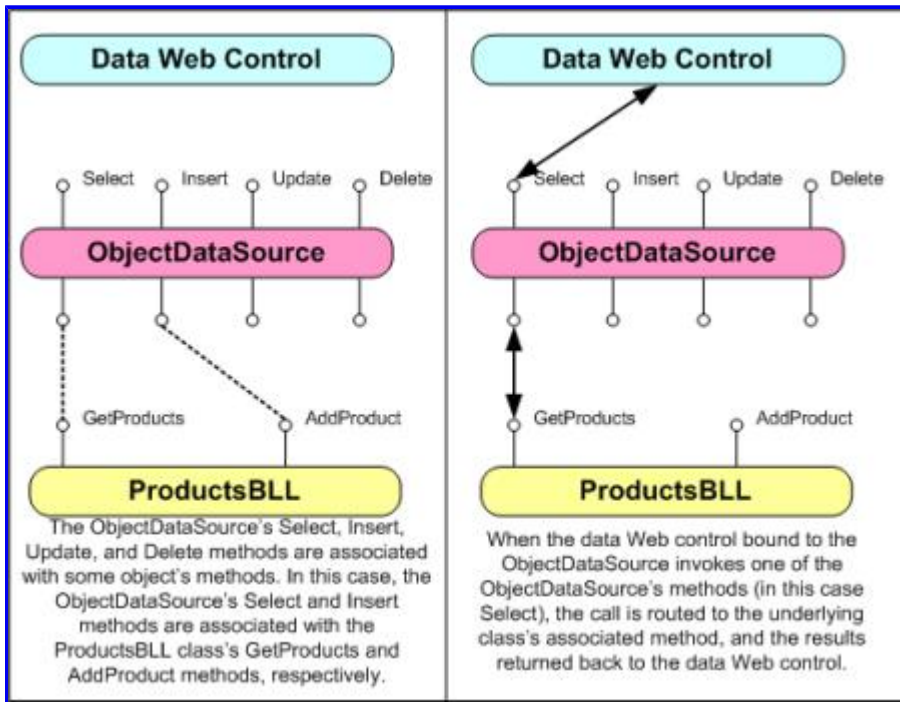 Data Web Control
Select Insert Update Delete
ObjectDataSource
GetProducts AddProduct
ProductsBLL
The ObjectDataSource's Select, Insert,
Update, and Delete methods are associated
with some object's methods. In this case, the
ObjectDataSource's Select and Insert
methods are associated with the
ProductsBLL class's GetProducts and
AddProduct methods, respectively.
Data Web Control
Select Insert Update Delete
ObjectDataSource
GetProducts AddProduct
ProductsBLL
When the data Web control bound to the
ObjectDataSource invokes one of the
ObjectDataSource's methods (in this case
Select), the call is routed to the underlying
class's associated method, and the results
returned back to the data Web control.